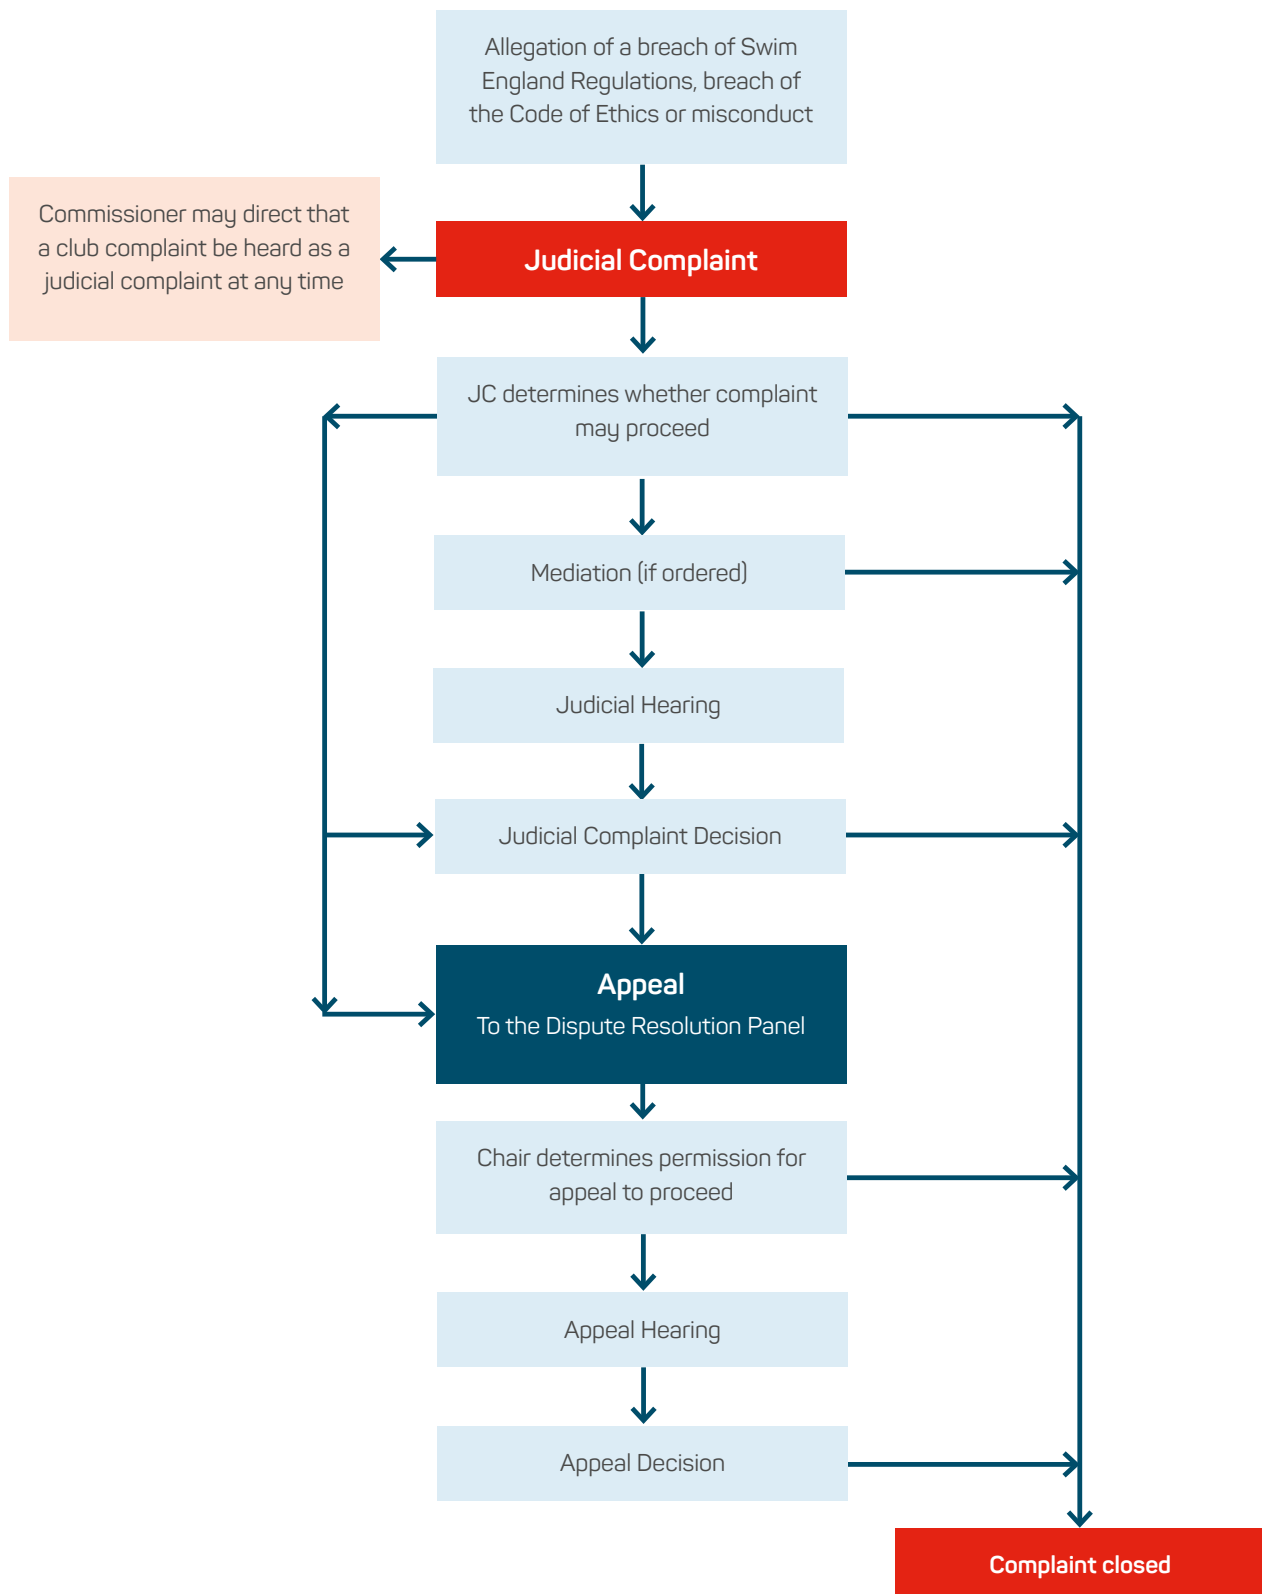 Allegation of a breach of Swim
England Regulations, breach of
the Code of Ethics or misconduct
Commissioner may direct that
a club complaint be heard as a
judicial complaint at any time
Judicial Complaint
JC determines whether complaint
may proceed
Mediation (if ordered)
Judicial Hearing
Judicial Complaint Decision
Appeal
To the Dispute Resolution Panel
Chair determines permission for
appeal to proceed
Appeal Hearing
Appeal Decision
Complaint closed